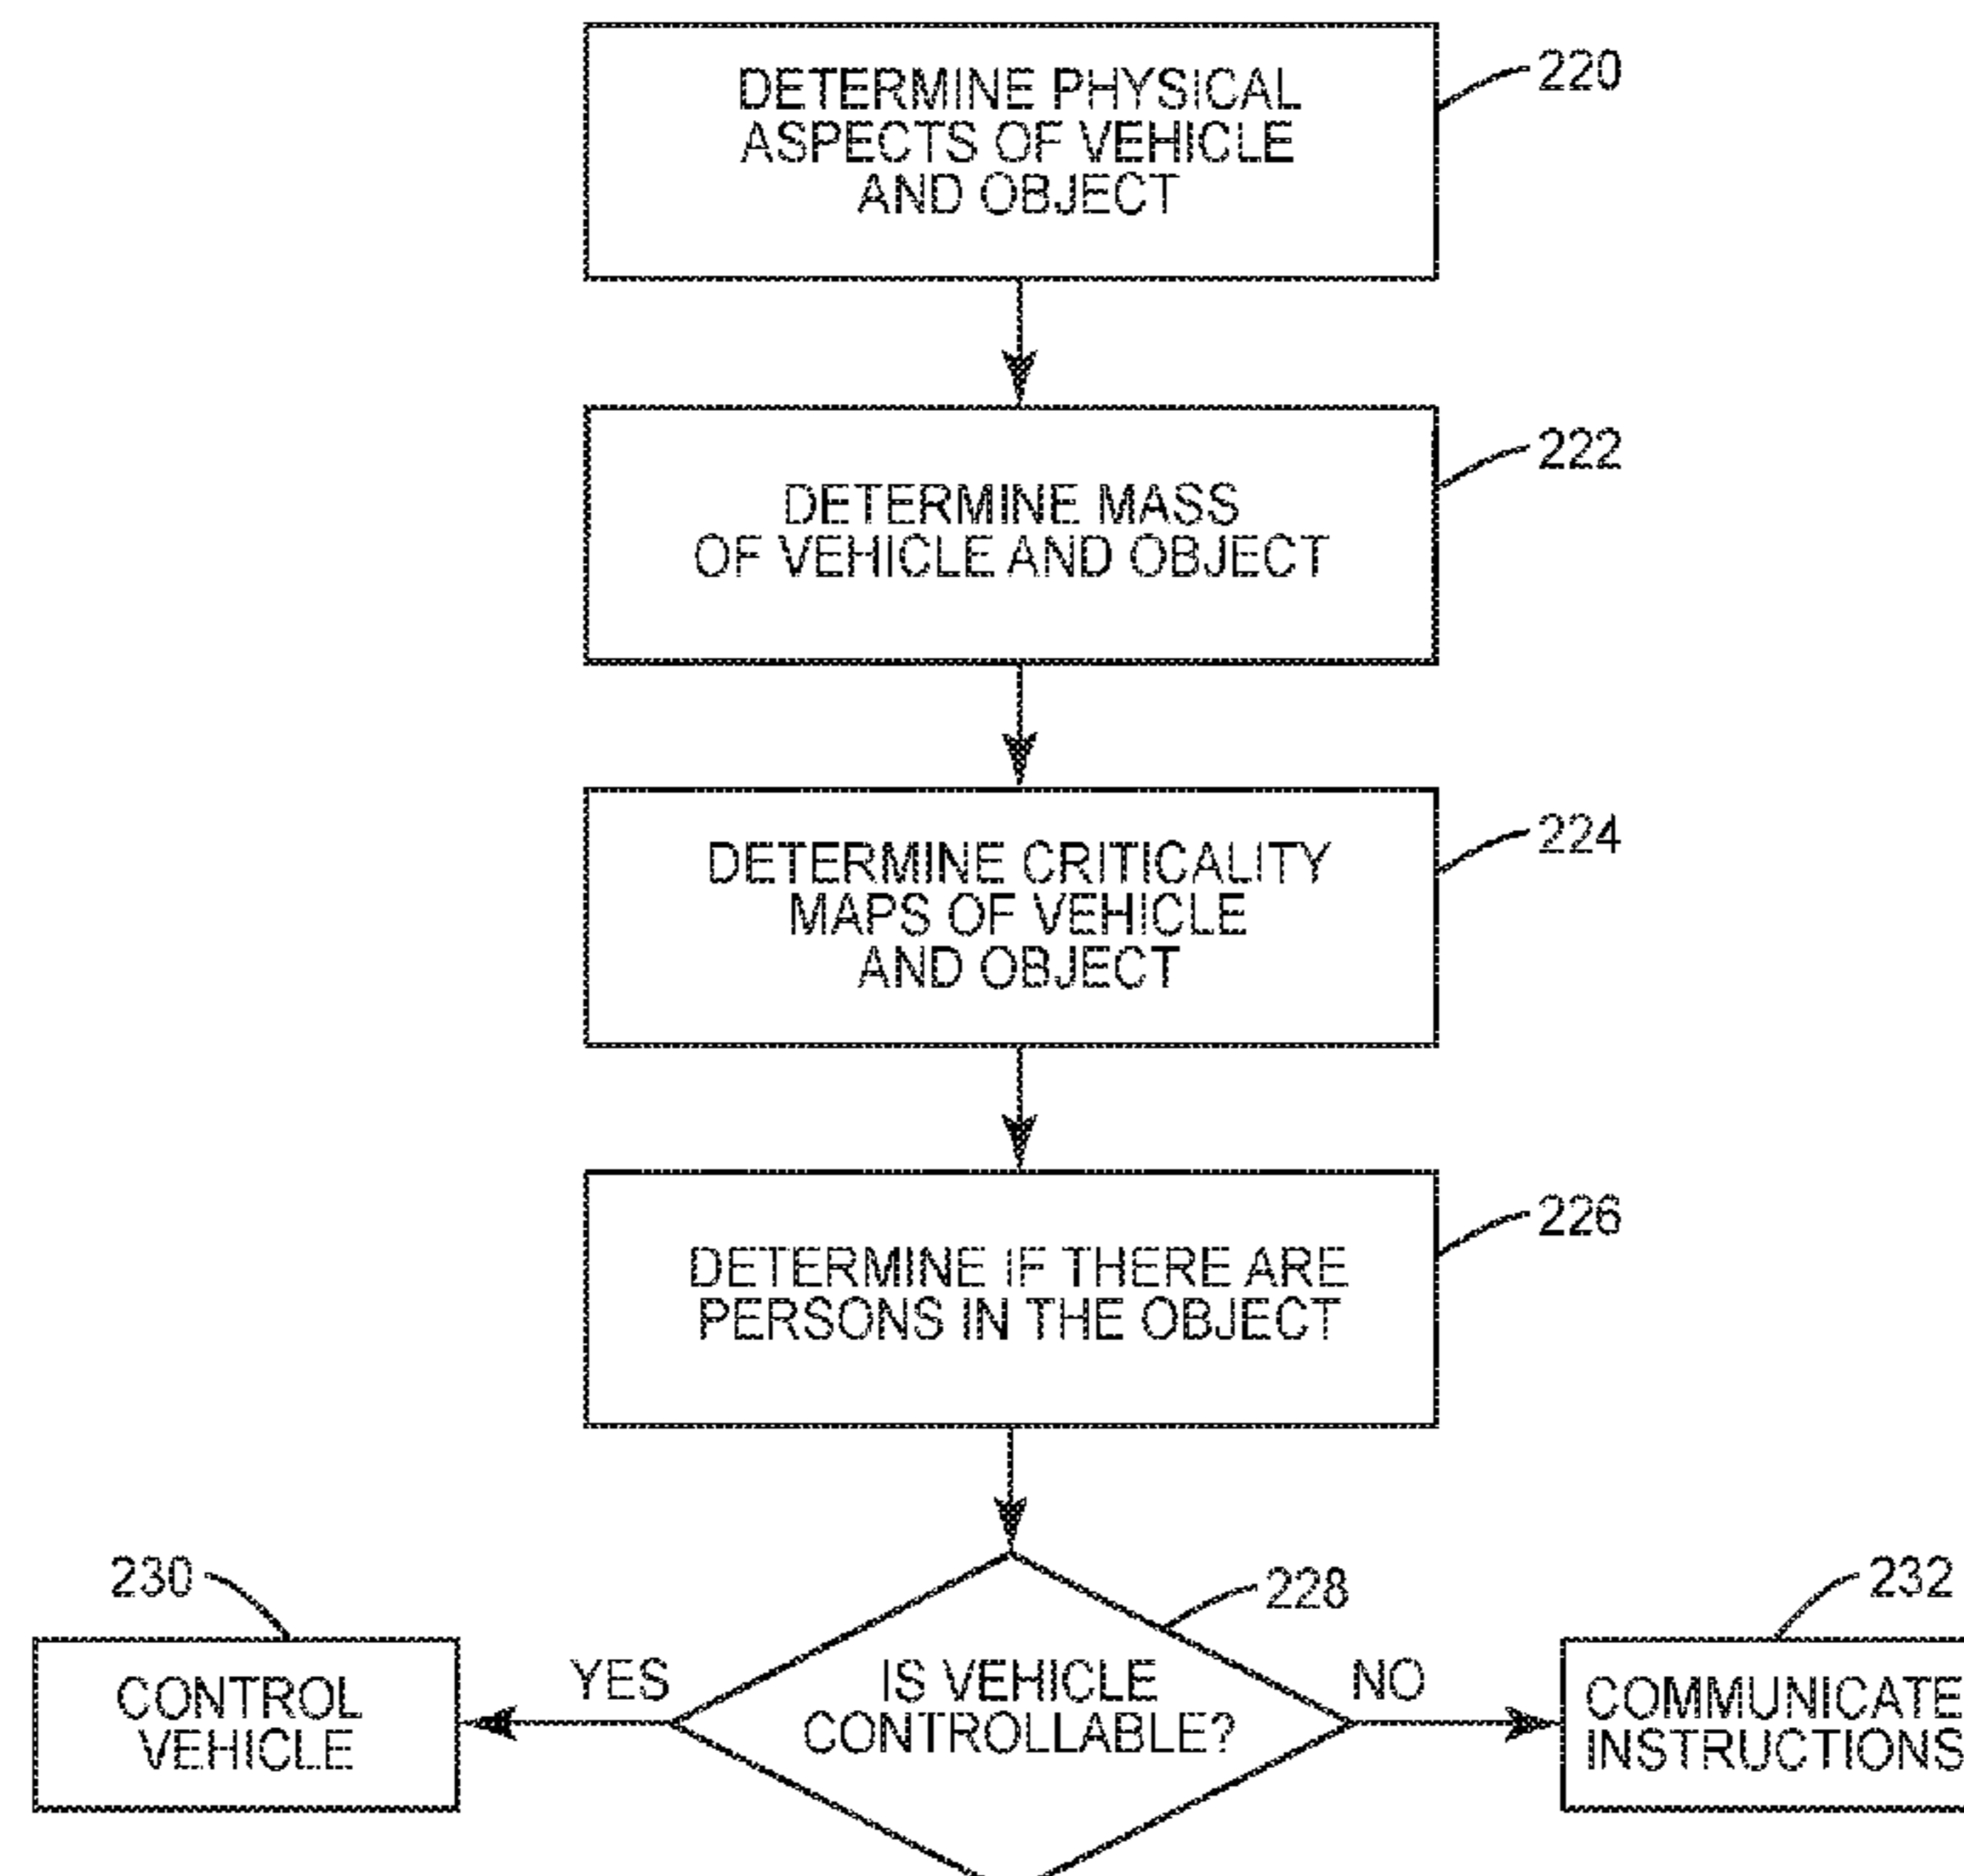 DETERMINE PHYSICAL
ASPECTS OF VEHICLE
AND OBJECT
220
DETERMINE MASS
OF VEHICLE AND OBJECT
222
DETERMINE CRITICALITY
MAPS OF VEHICLE
AND OBJECT
224
DETERMINE IF THERE ARE
PERSONS IN THE OBJECT
226
230
228
232
CONTROL
VEHICLE
YES
IS VEHICLE
CONTROLLABLE?
NO
COMMUNICATE
INSTRUCTIONS